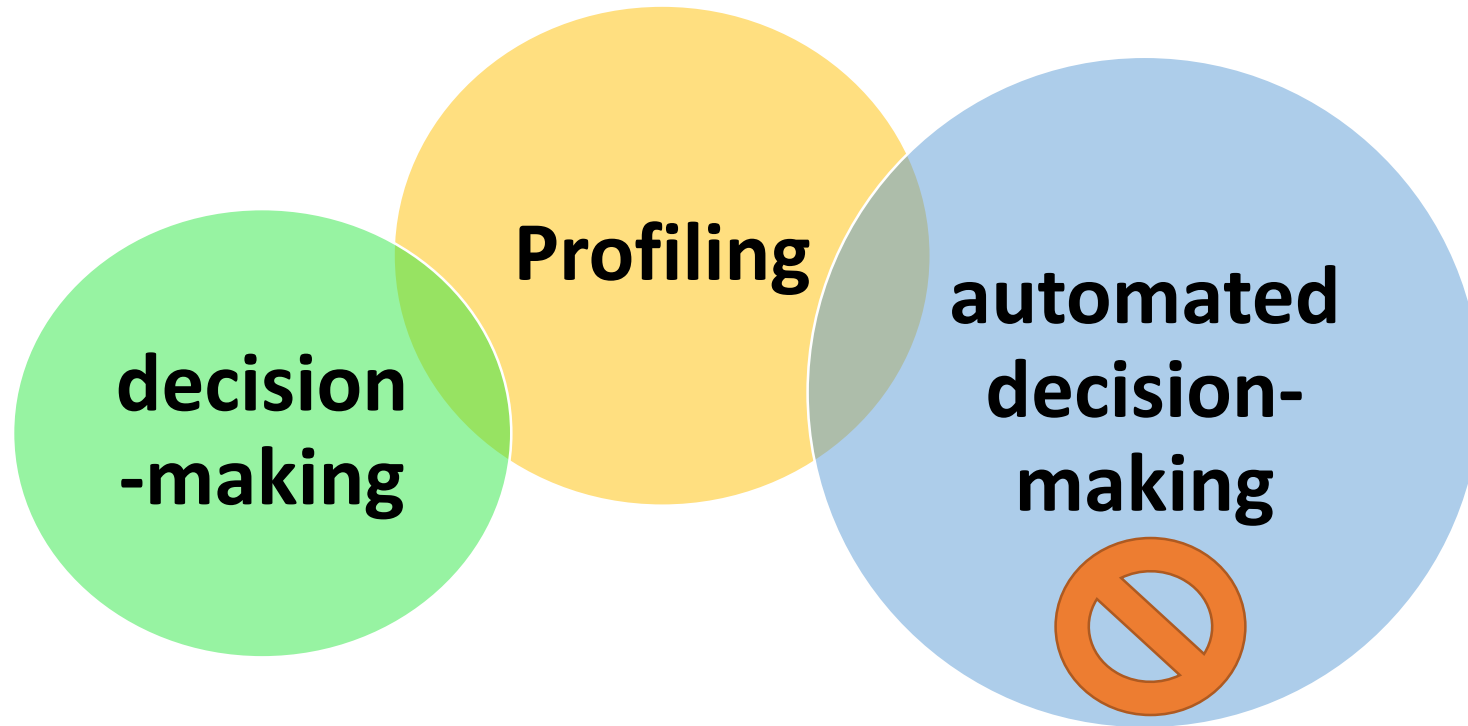 decision
-making
Profiling
automated
decision-
making